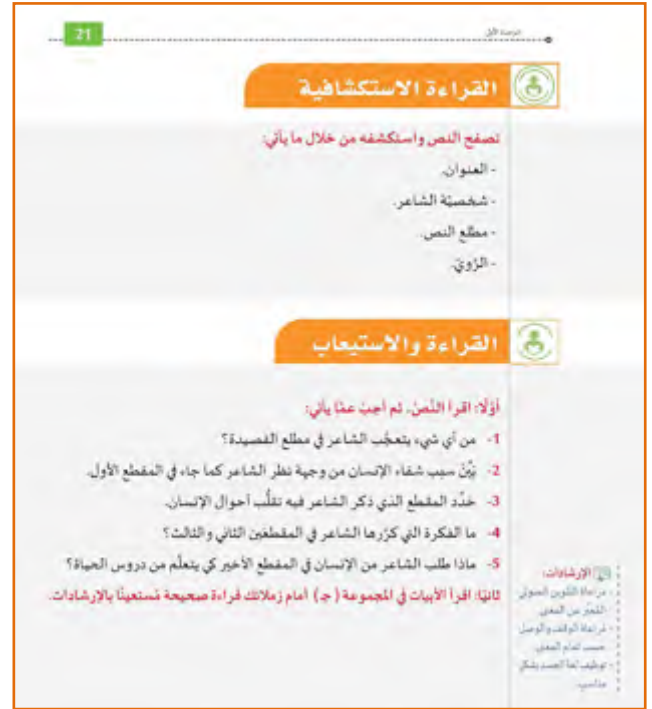 21
القراءة الاستكشافية
تصفح النص واستكشفه من خلال ما يأتي:
- العنوان.
- شخصيّة الشاعر.
- مطلع النص.
- الرّويّ.
القراءة والاستيعاب
أوّلًا: اقرأ النّصّ، ثم أجب عمّا يأتي:
1- من أي شيء يتعجّب الشاعر في مطلع القصيدة؟
2- بيّنْ سبب شقاء الإنسان من وجهة نظر الشاعر كما جاء في المقطع الأول.
3- حدّد المقطع الذي ذكر الشاعر فيه تقلُّب أحوال الإنسان.
4- ما الفكرة التي كرّرها الشاعر في المقطعين الثاني والثالث؟
5- ماذا طلب الشاعر من الإنسان في المقطع الأخير كي يتعلّم من دروس الحياة؟
ثانيًا: اقرأ الأبيات في المجموعة (جـ) أمام زملائك قراءة صحيحة مُستعينًا بالإرشادات.
الإرشادات:
- مراعاة التلوين الصوتي
المُعبّر عن المعنى.
- مراعاة الوقف والوصل
حسب تمام المعنى.
- توظيف لغة الجسد بشكل
مناسب.